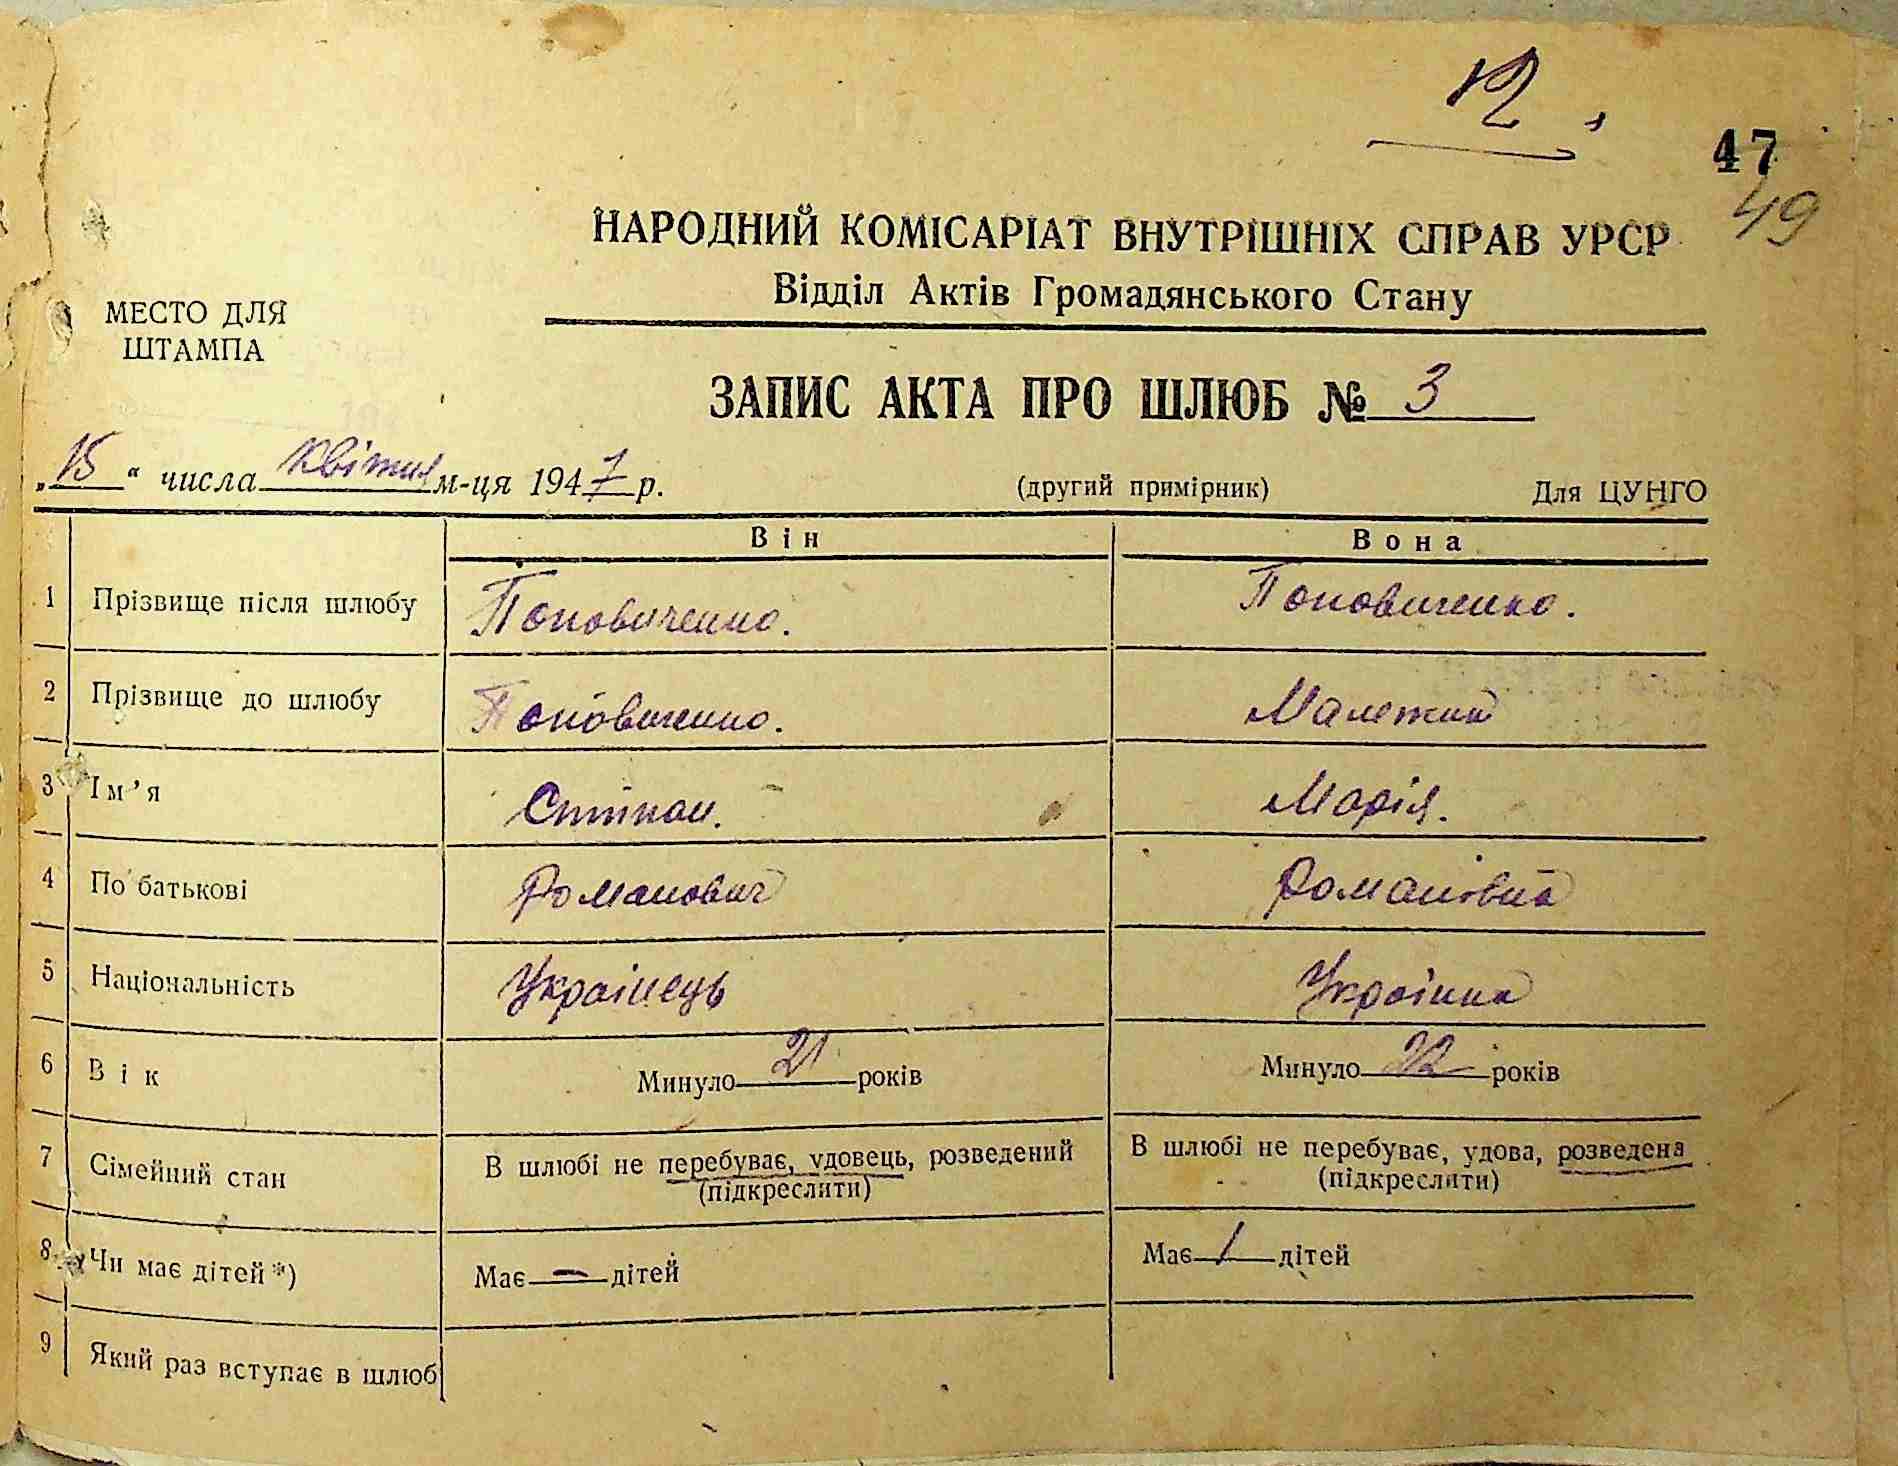 12
47
49
НАРОДНИЙ КОМІСАРІАТ ВНУТРІШНІХ СПРАВ УРСР
Відділ Актів Громадянського Стану
МЕСТО ДЛЯ
ШТАМПА
ЗАПИС АКТА ПРО ШЛЮБ № 3
„15“ числа квітня м-ця 1947 р. (другий примірник) Для ЦУНГО
Він Вона
1 Прізвище після шлюбу Поповиченко. Поповиченко.
2 Прізвище до шлюбу Поповиченко.
3 Ім’я Степан. Марія.
4 По батькові Романович Романівна
5 Національність Українець Українка
6 Вік Минуло 21 років Минуло 22 років
7 Сімейний стан В шлюбі не перебуває, удовець, розведений В шлюбі не перебуває, удова, розведена
(підкреслити) (підкреслити)
8 Чи має дітей*) Має — дітей Має 1 дітей
9 Який раз вступає в шлюб